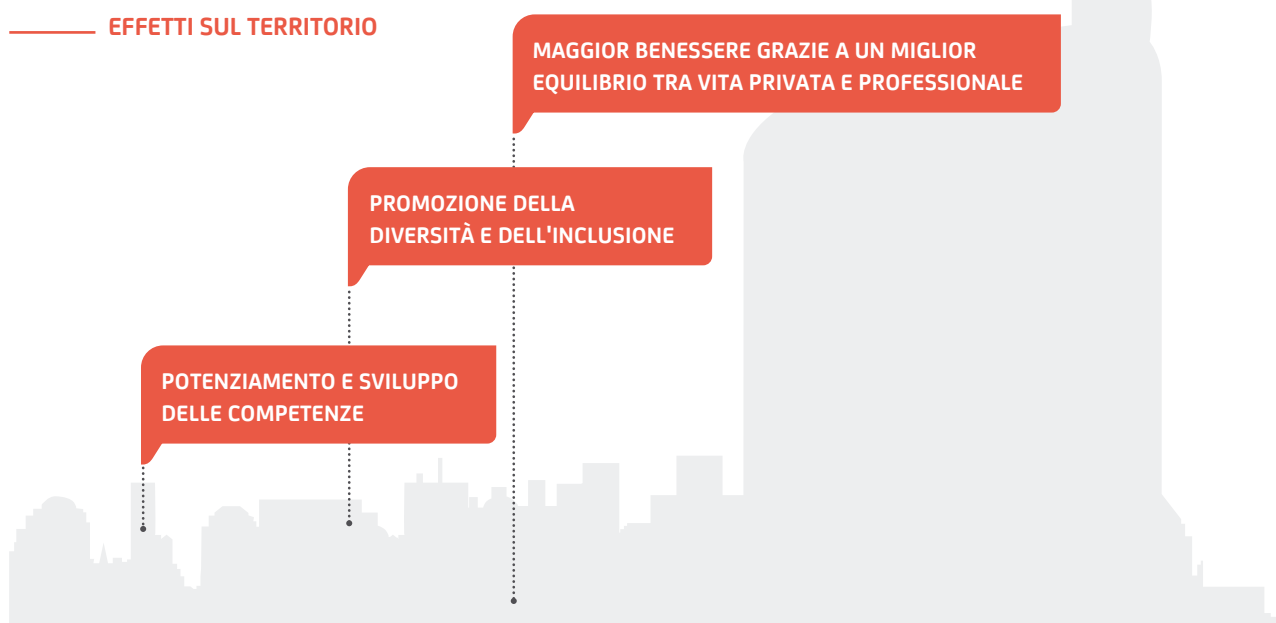 EFFETTI SUL TERRITORIO
MAGGIOR BENESSERE GRAZIE A UN MIGLIOR
EQUILIBRIO TRA VITA PRIVATA E PROFESSIONALE
PROMOZIONE DELLA
DIVERSITÀ E DELL'INCLUSIONE
POTENZIAMENTO E SVILUPPO
DELLE COMPETENZE